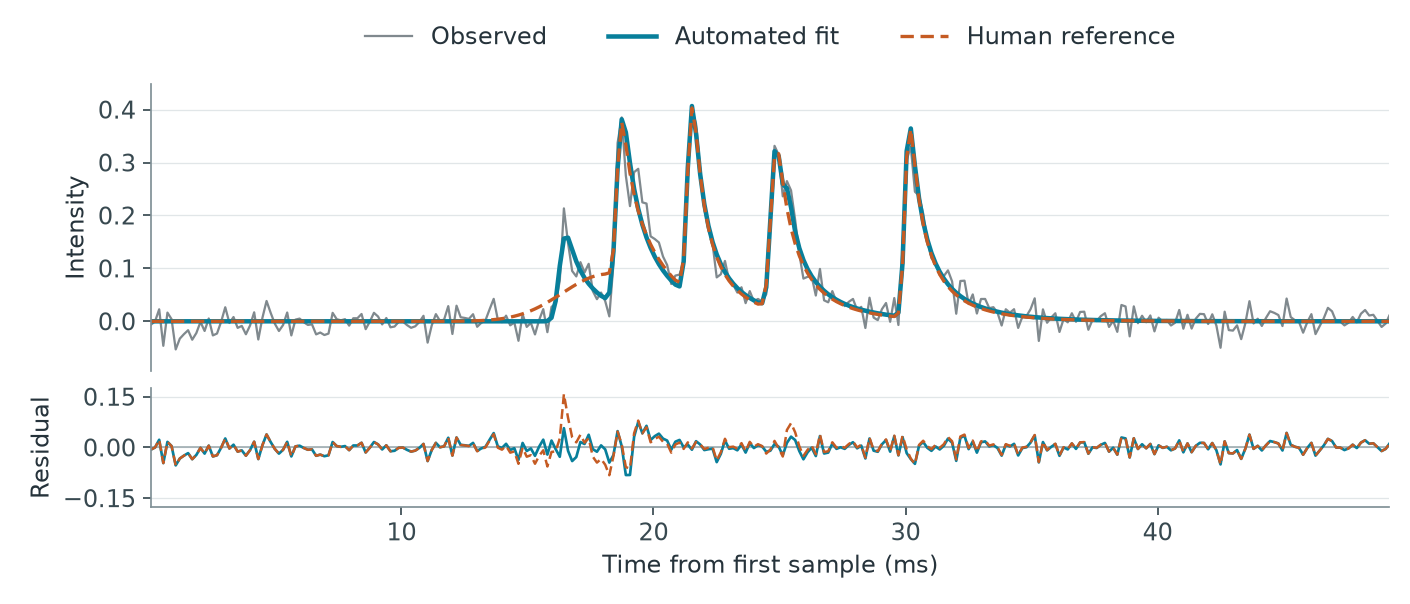 Observed Automated fit Human reference
Intensity
0.4
0.3
0.2
0.1
0.0
Residual
0.15
0.00
−0.15
10 20 30 40
Time from first sample (ms)